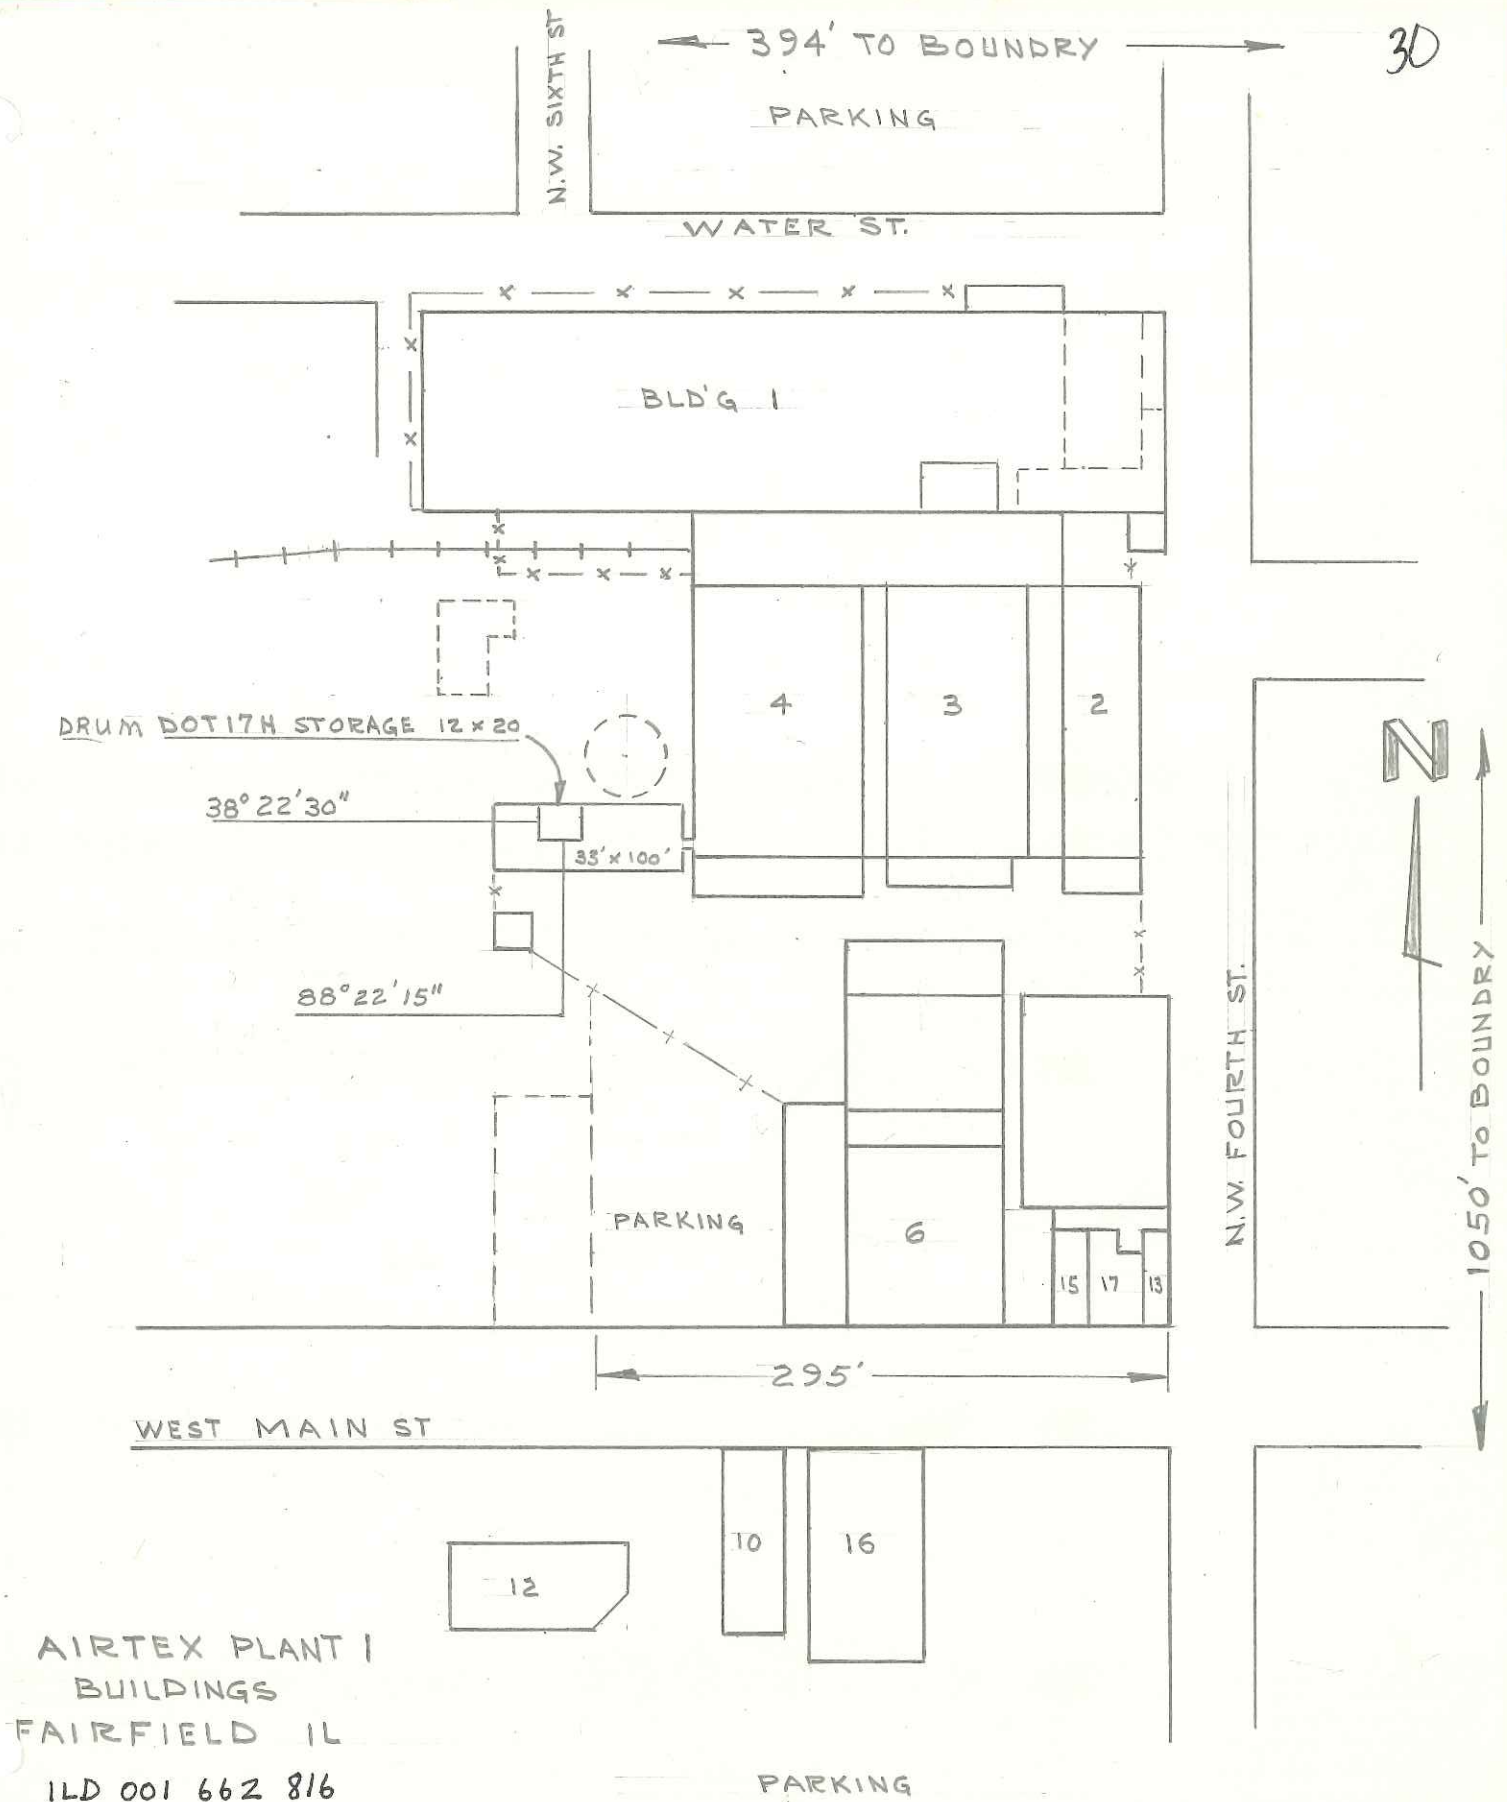 394' TO BOUNDRY
30
N.W. SIXTH ST
PARKING
WATER ST.
BLD'G 1
4
3
2
DRUM DOT17H STORAGE 12 x 20
38° 22' 30"
33' x 100'
N
88° 22' 15"
N.W. FOURTH ST.
1050' TO BOUNDRY
PARKING
6
15
17
13
295'
WEST MAIN ST
10
16
12
AIRTEX PLANT 1
BUILDINGS
FAIRFIELD IL
ILD 001 662 816
PARKING